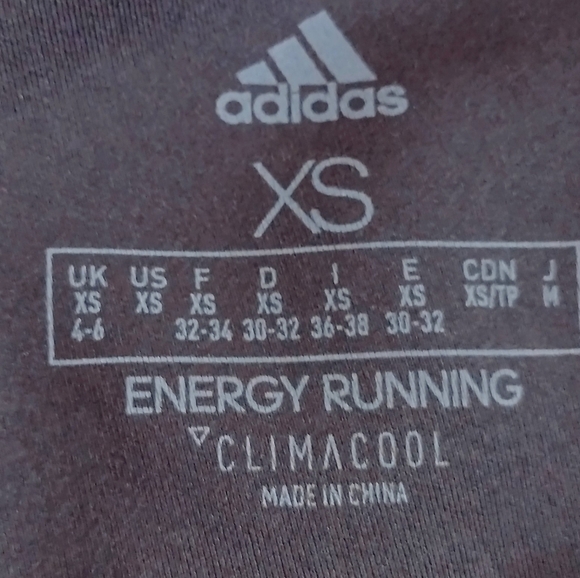 adidas
XS
UK US F D I E CDN J
XS XS XS XS XS XS XS/TP M
4-6 32-34 30-32 36-38 30-32
ENERGY RUNNING
CLIMACOOL
MADE IN CHINA